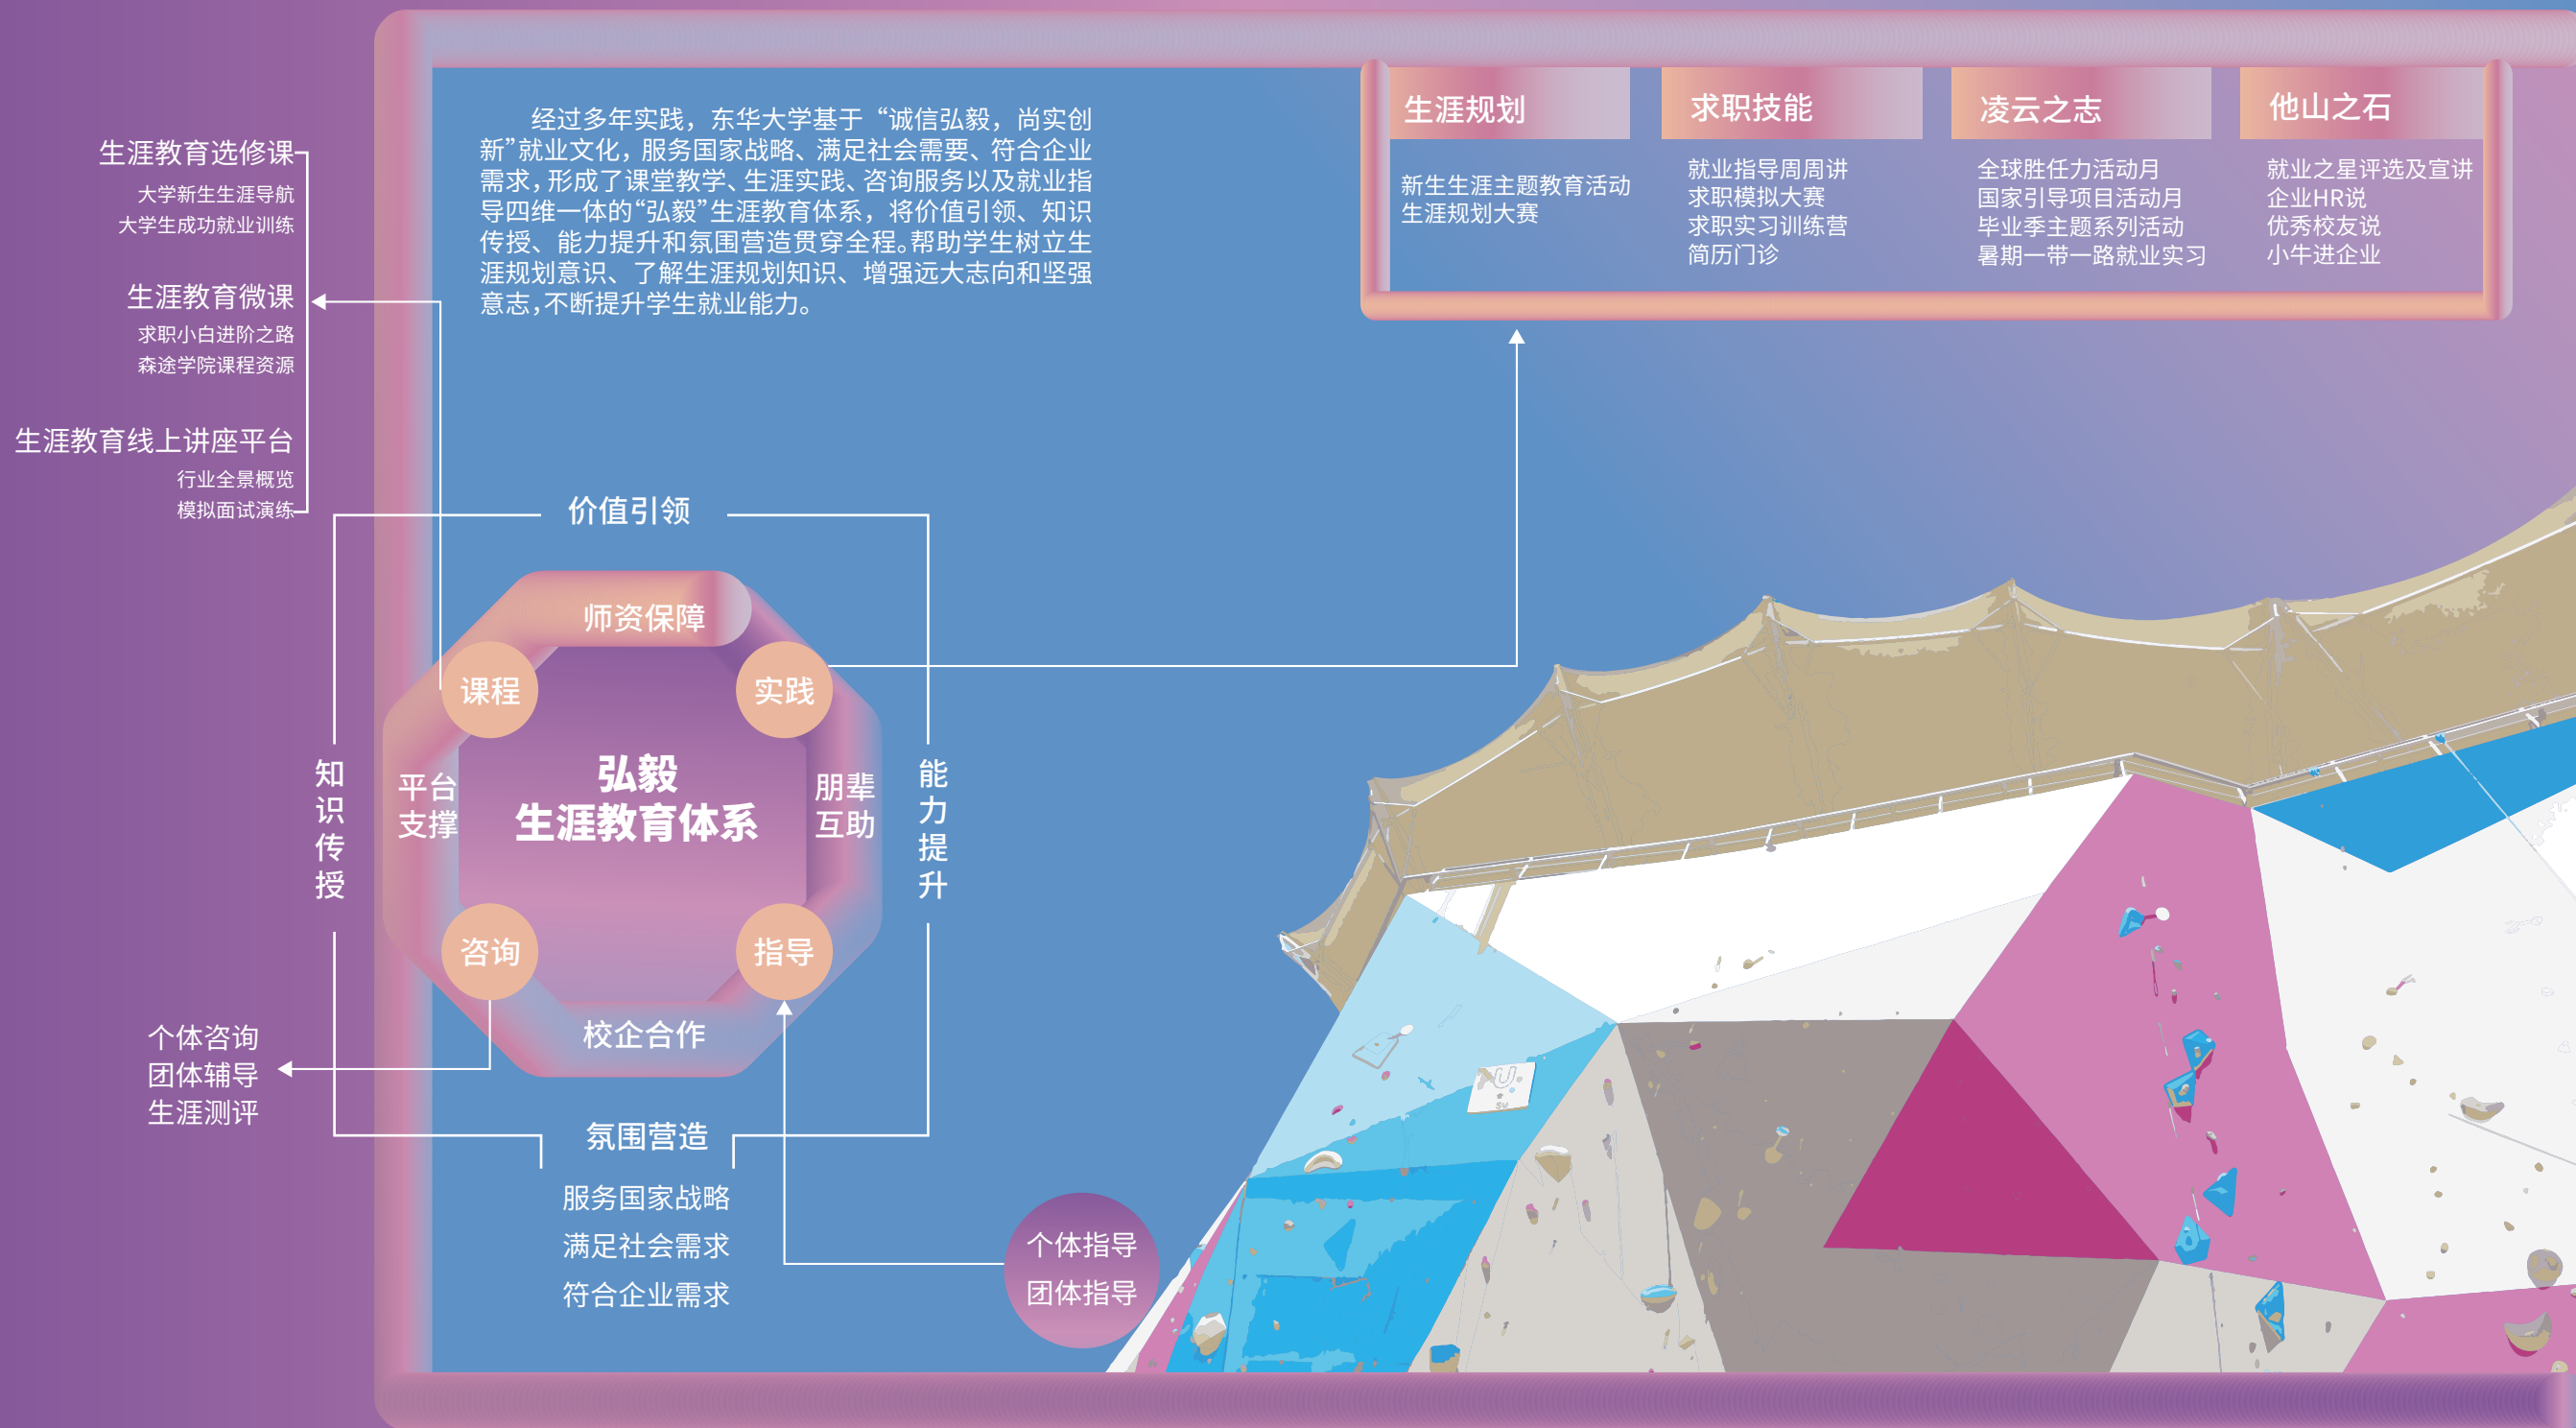 生涯教育选修课
大学新生生涯导航
大学生成功就业训练
生涯教育微课
求职小白进阶之路
森途学院课程资源
生涯教育线上讲座平台
行业全景概览
模拟面试演练
经过多年实践，东华大学基于“诚信弘毅，尚实创
新”就业文化，服务国家战略、满足社会需要、符合企业
需求，形成了课堂教学、生涯实践、咨询服务以及就业指
导四维一体的“弘毅”生涯教育体系，将价值引领、知识
传授、能力提升和氛围营造贯穿全程。帮助学生树立生
涯规划意识、了解生涯规划知识、增强远大志向和坚强
意志，不断提升学生就业能力。
生涯规划
新生生涯主题教育活动
生涯规划大赛
求职技能
就业指导周周讲
求职模拟大赛
求职实习训练营
简历门诊
凌云之志
全球胜任力活动月
国家引导项目活动月
毕业季主题系列活动
暑期一带一路就业实习
他山之石
就业之星评选及宣讲
企业HR说
优秀校友说
小牛进企业
价值引领
师资保障
课程
实践
知识传授
平台
支撑
弘毅
生涯教育体系
朋辈
互助
能力提升
咨询
指导
校企合作
个体咨询
团体辅导
生涯测评
氛围营造
服务国家战略
满足社会需求
符合企业需求
个体指导
团体指导